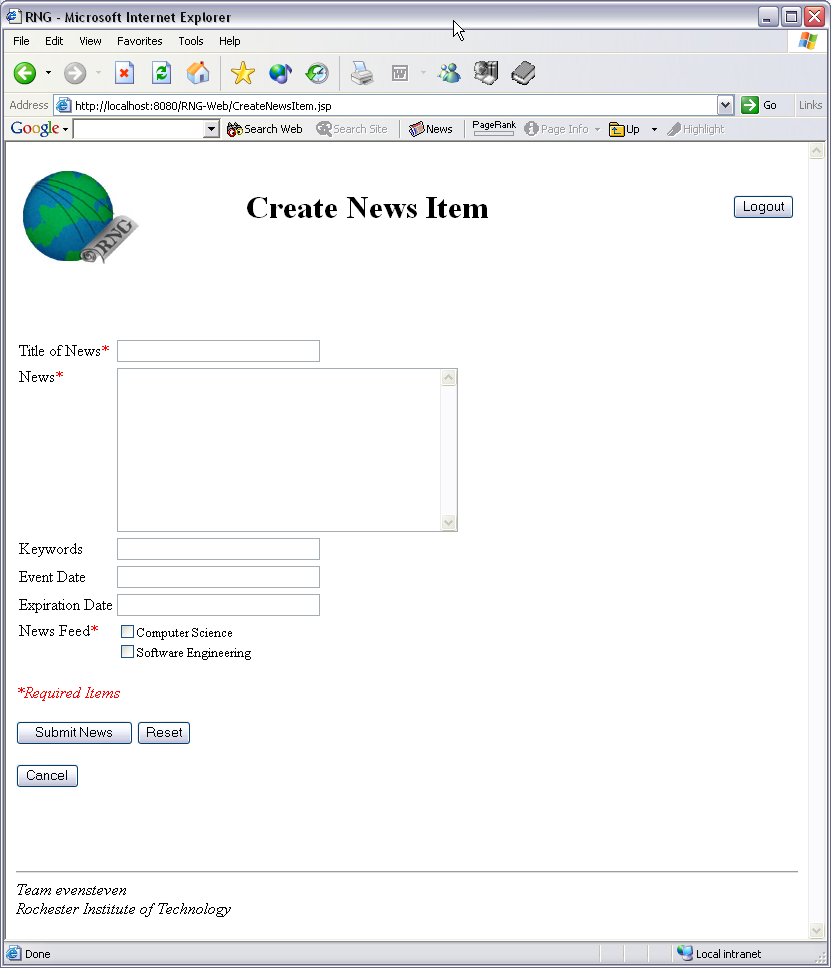 RNG - Microsoft Internet Explorer
File Edit View Favorites Tools Help
Address http://localhost:8080/RNG-Web/CreateNewsItem.jsp Go Links
Google Search Web Search Site News PageRank Page Info Up Highlight
RNG
Create News Item
Logout
Title of News*
News*
Keywords
Event Date
Expiration Date
News Feed* Computer Science
Software Engineering
*Required Items
Submit News Reset
Cancel
Team evensteven
Rochester Institute of Technology
Done Local intranet